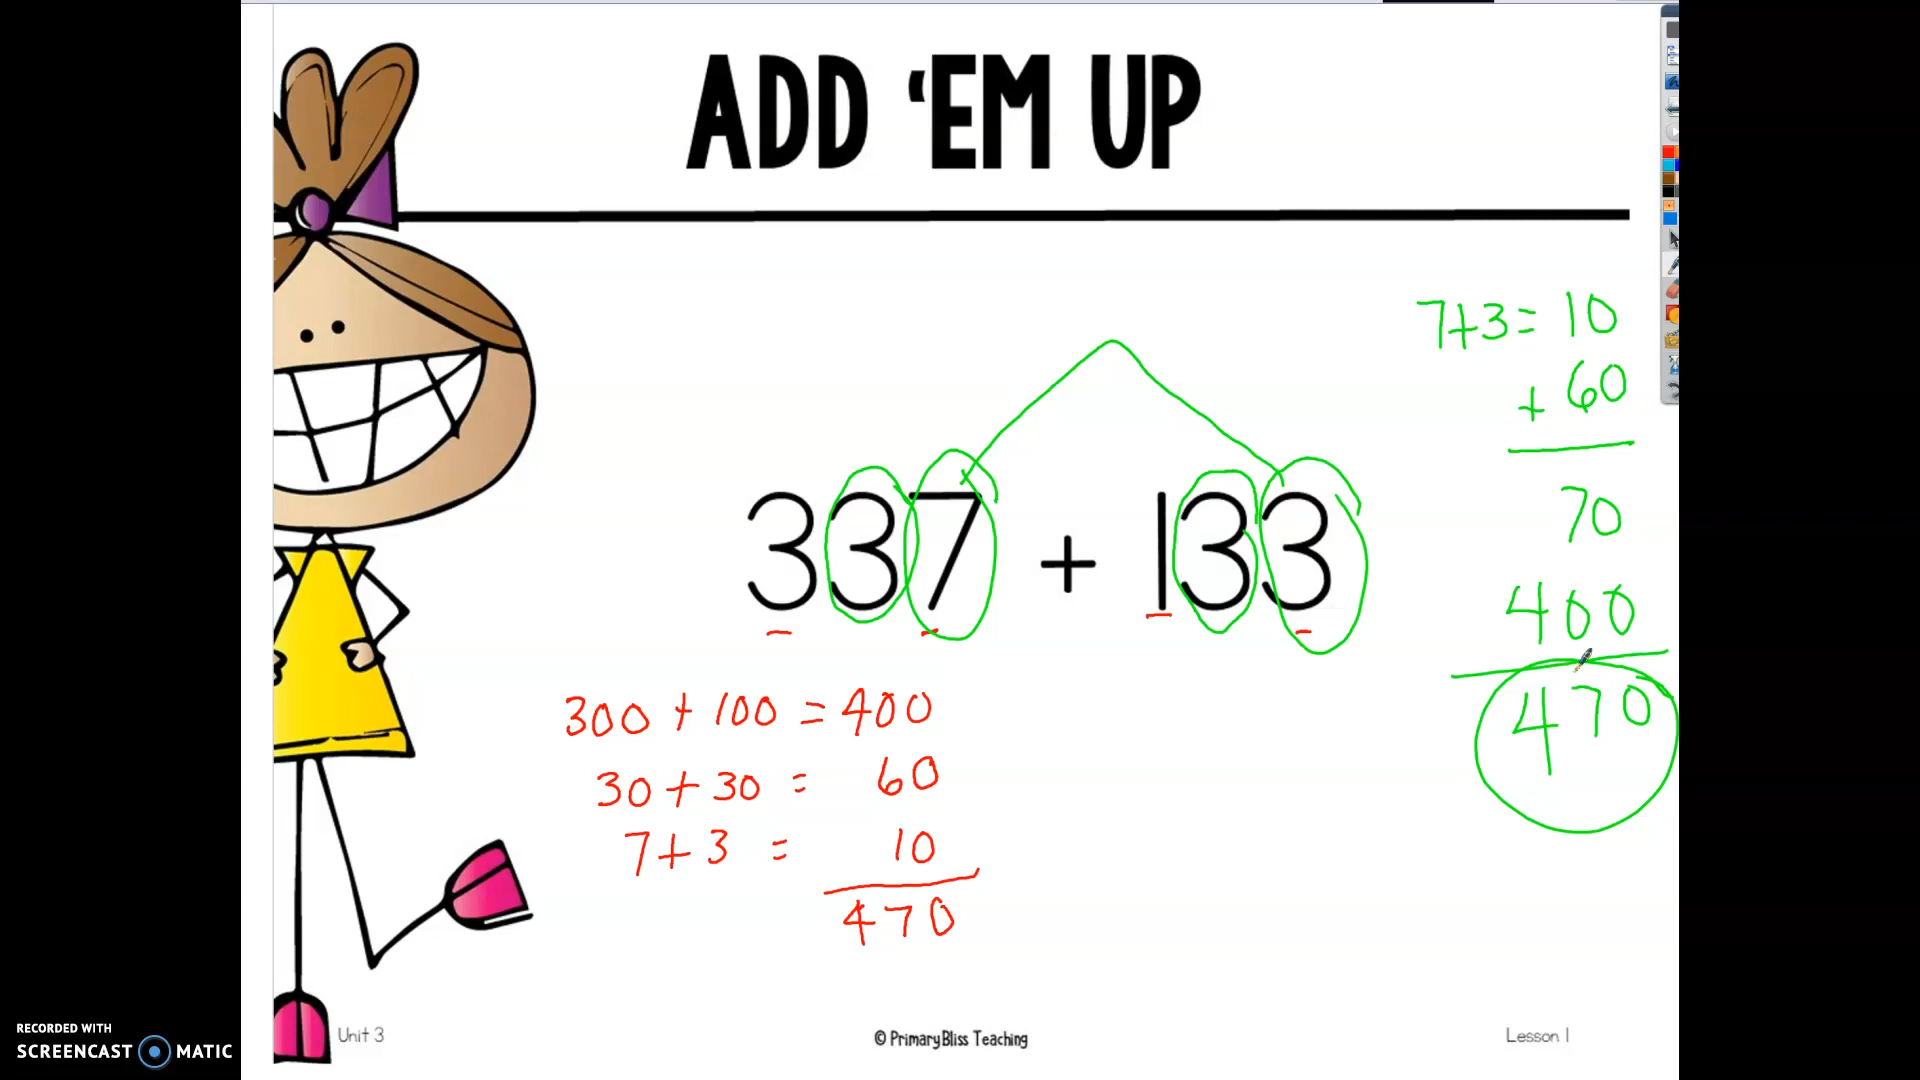 ADD ‘EM UP
337 + 133
7+3= 10
+ 60
70
400
470
300 + 100 = 400
30 + 30 = 60
7+ 3 = 10
470
Unit 3
© PrimaryBliss Teaching
Lesson 1
RECORDED WITH
SCREENCAST MATIC